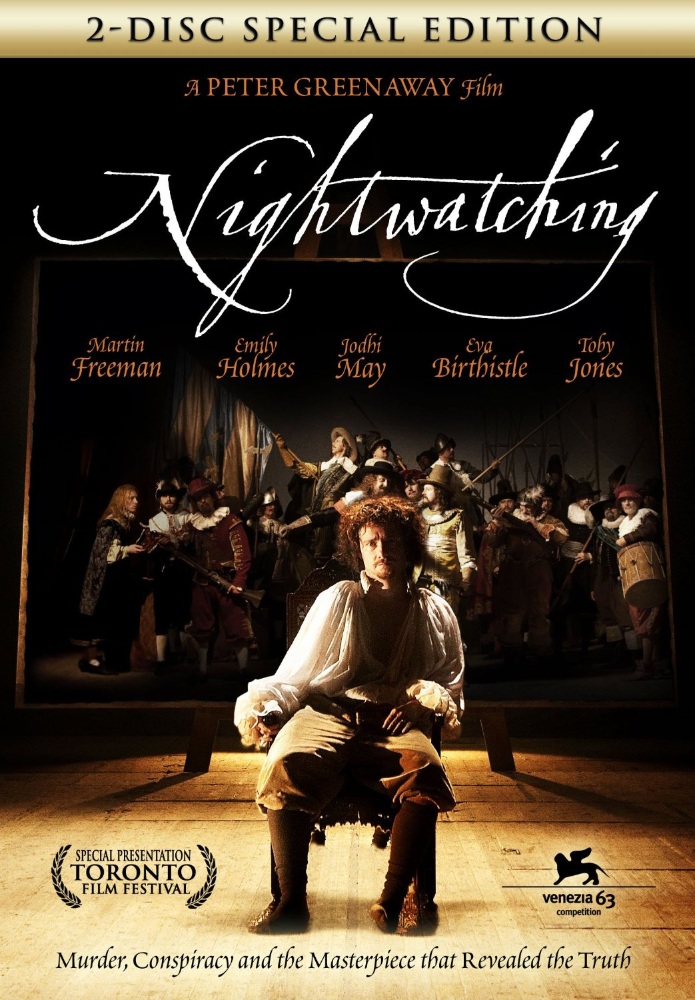 2-DISC SPECIAL EDITION
A PETER GREENAWAY Film
Nightwatching
Martin Freeman
Emily Holmes
Jodhi May
Eva Birthistle
Toby Jones
SPECIAL PRESENTATION
TORONTO
FILM FESTIVAL
venezia 63
competition
Murder, Conspiracy and the Masterpiece that Revealed the Truth